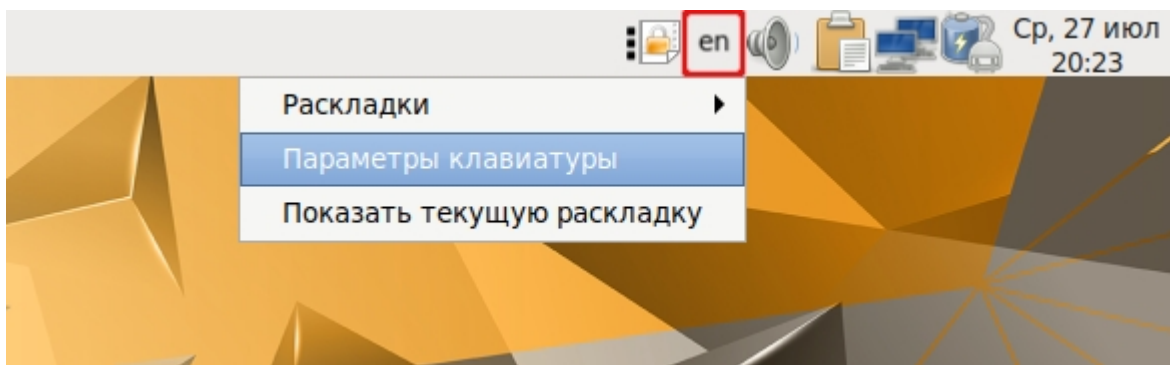 en
Ср, 27 июл
20:23
Раскладки
Параметры клавиатуры
Показать текущую раскладку